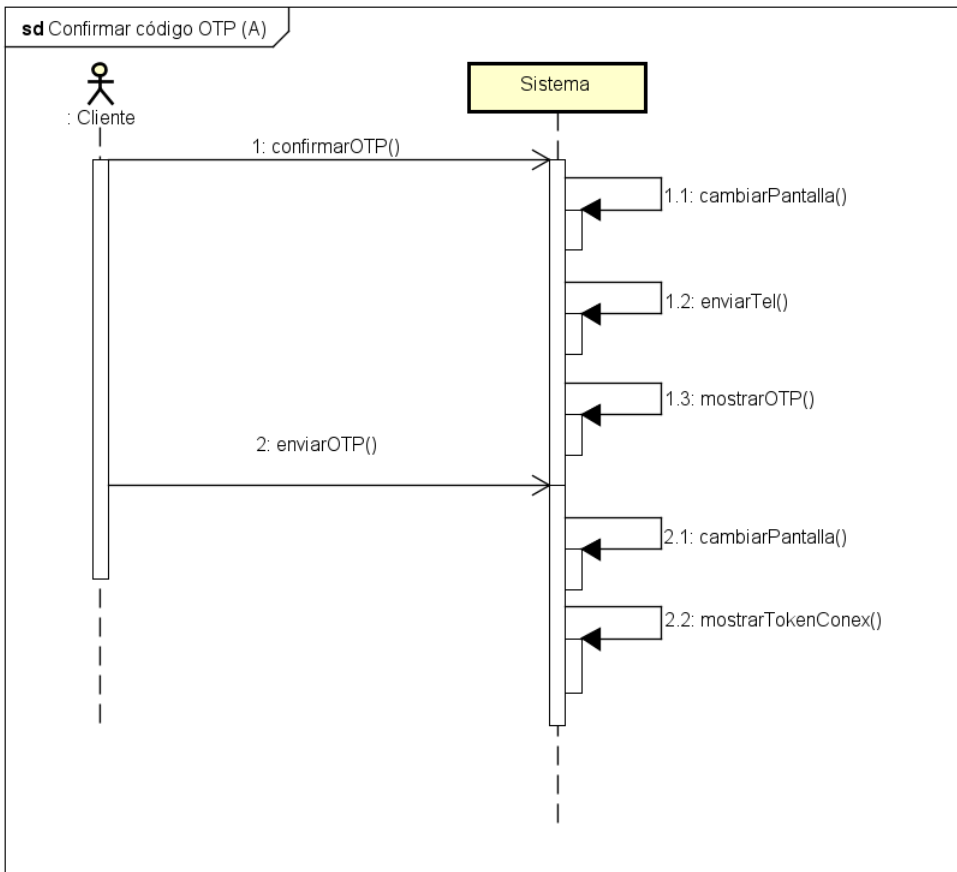 sd Confirmar código OTP (A)
: Cliente
Sistema
1: confirmarOTP()
1.1: cambiarPantalla()
1.2: enviarTel()
1.3: mostrarOTP()
2: enviarOTP()
2.1: cambiarPantalla()
2.2: mostrarTokenConex()